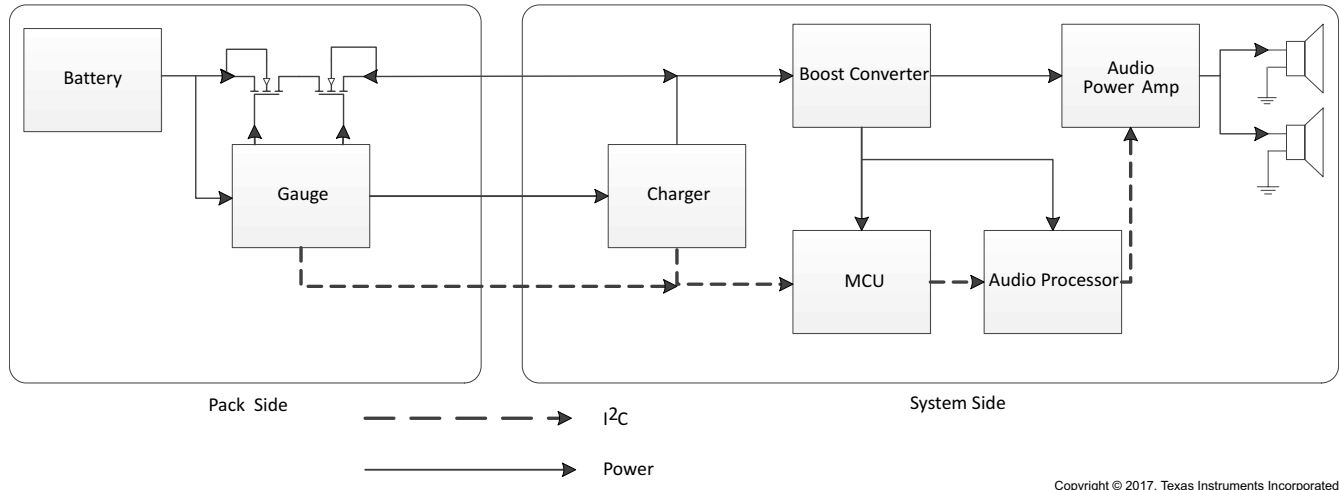 Battery
Boost Converter
Audio
Power Amp
Gauge
Charger
MCU
Audio Processor
Pack Side
System Side
I²C
Power
Copyright © 2017, Texas Instruments Incorporated